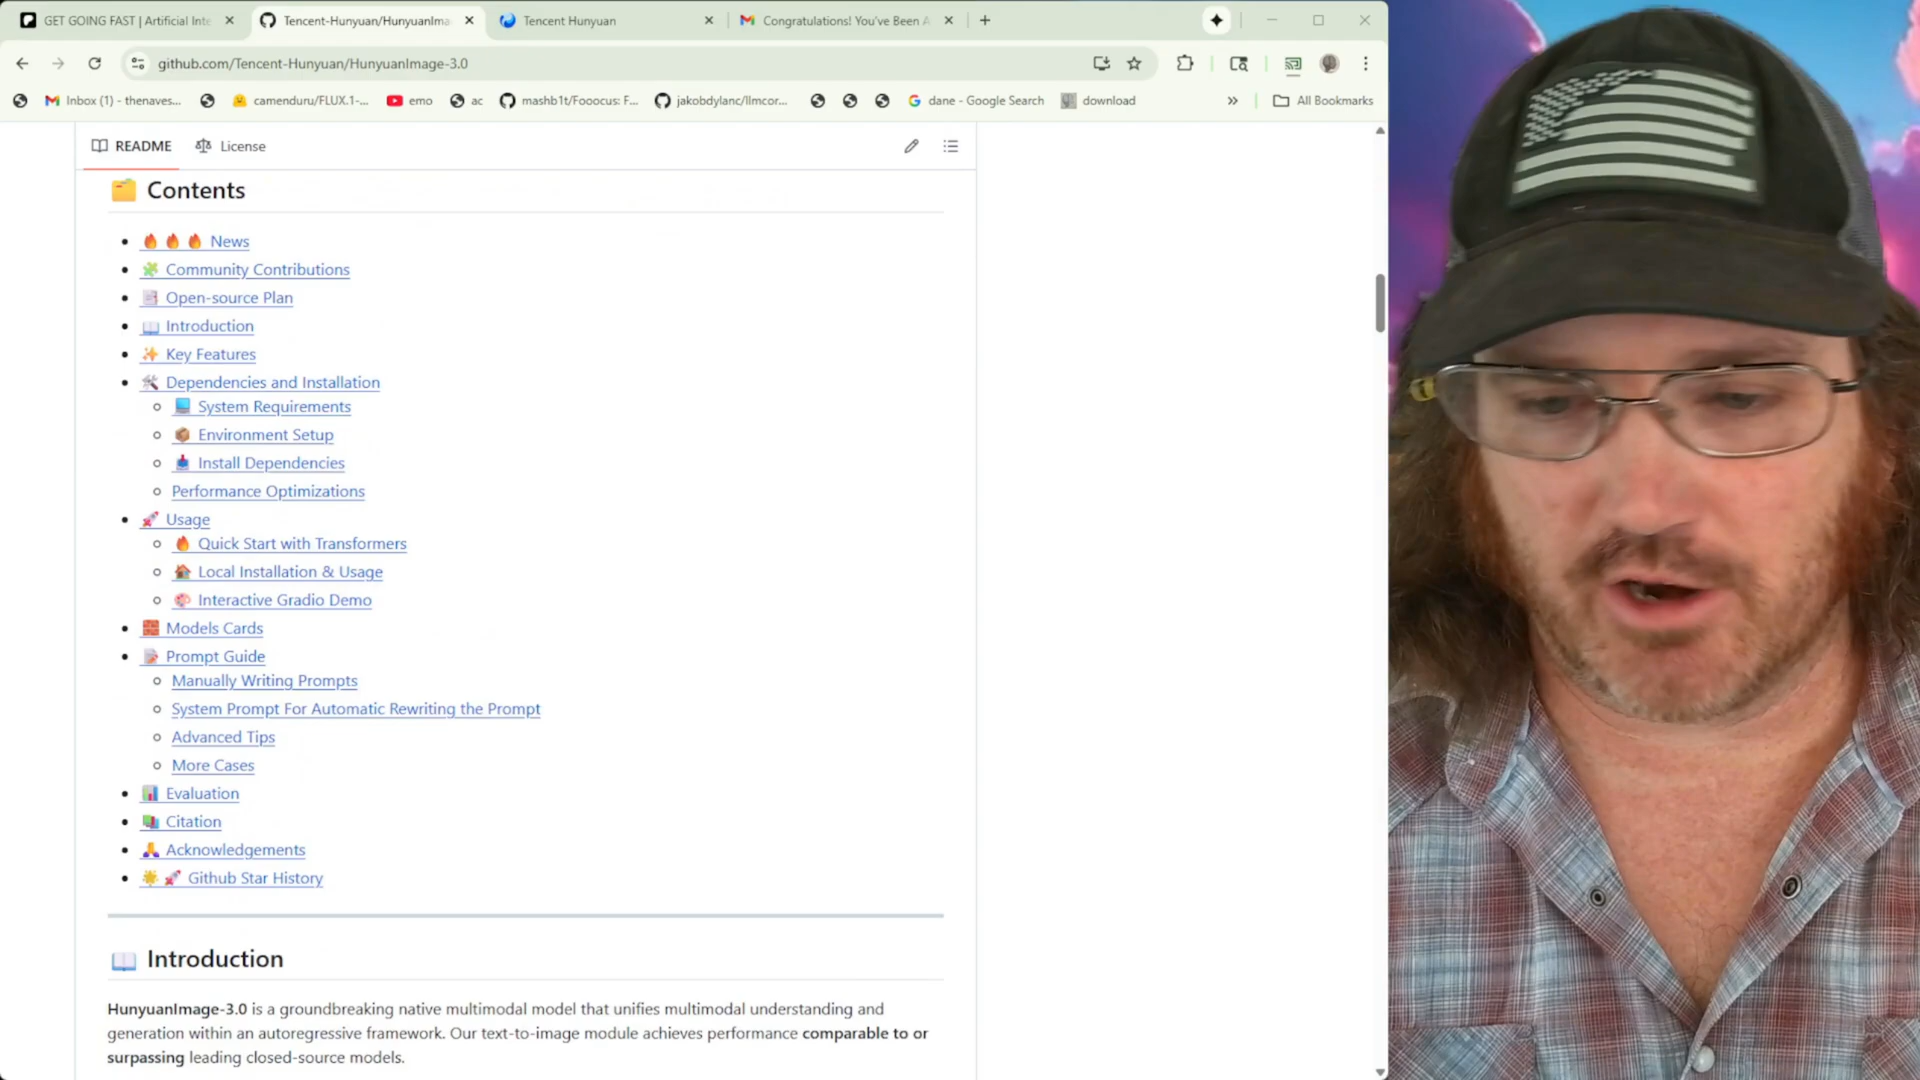 GET GOING FAST | Artificial Inte
Tencent-Hunyuan/HunyuanIma
Tencent Hunyuan
Congratulations! You've Been A
github.com/Tencent-Hunyuan/HunyuanImage-3.0
Inbox (1) - thenaves...
camenduru/FLUX.1-...
emo
ac
mashb1t/Fooocus: F...
jakobdylanc/llmcor...
dane - Google Search
download
All Bookmarks
README
License
Contents
News
Community Contributions
Open-source Plan
Introduction
Key Features
Dependencies and Installation
System Requirements
Environment Setup
Install Dependencies
Performance Optimizations
Usage
Quick Start with Transformers
Local Installation & Usage
Interactive Gradio Demo
Models Cards
Prompt Guide
Manually Writing Prompts
System Prompt For Automatic Rewriting the Prompt
Advanced Tips
More Cases
Evaluation
Citation
Acknowledgements
Github Star History
Introduction
HunyuanImage-3.0 is a groundbreaking native multimodal model that unifies multimodal understanding and
generation within an autoregressive framework. Our text-to-image module achieves performance comparable to or
surpassing leading closed-source models.